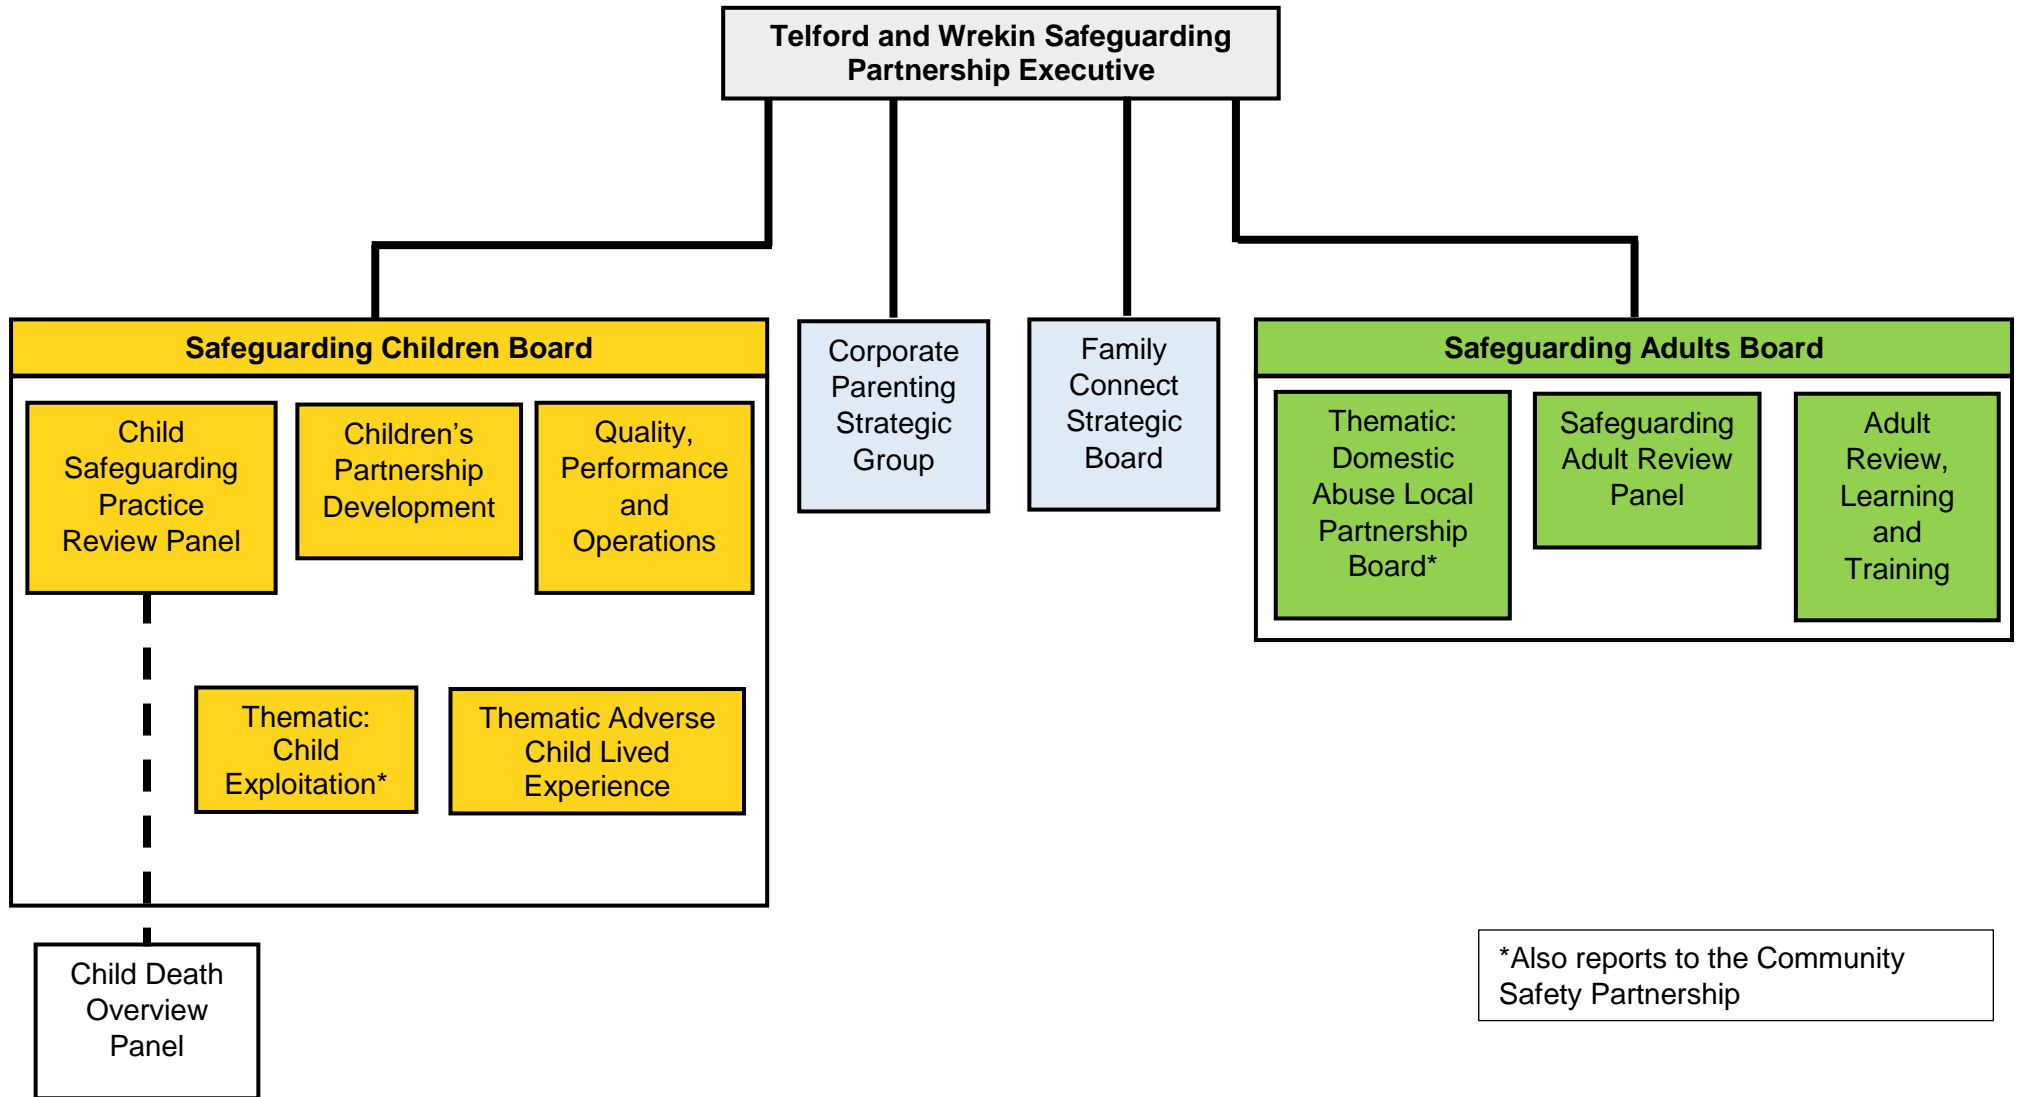 Telford and Wrekin Safeguarding
Partnership Executive
Safeguarding Children Board
Child
Safeguarding
Practice
Review Panel
Children’s
Partnership
Development
Quality,
Performance
and
Operations
Thematic:
Child
Exploitation*
Thematic Adverse
Child Lived
Experience
Child Death
Overview
Panel
Corporate
Parenting
Strategic
Group
Family
Connect
Strategic
Board
Safeguarding Adults Board
Thematic:
Domestic
Abuse Local
Partnership
Board*
Safeguarding
Adult Review
Panel
Adult
Review,
Learning
and
Training
*Also reports to the Community
Safety Partnership